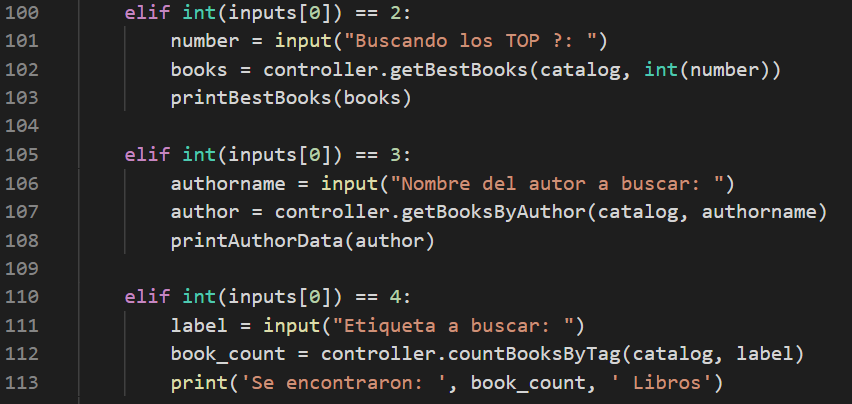 100 elif int(inputs[0]) == 2:
101 number = input("Buscando los TOP ?: ")
102 books = controller.getBestBooks(catalog, int(number))
103 printBestBooks(books)
104
105 elif int(inputs[0]) == 3:
106 authorname = input("Nombre del autor a buscar: ")
107 author = controller.getBooksByAuthor(catalog, authorname)
108 printAuthorData(author)
109
110 elif int(inputs[0]) == 4:
111 label = input("Etiqueta a buscar: ")
112 book_count = controller.countBooksByTag(catalog, label)
113 print('Se encontraron: ', book_count, ' Libros')